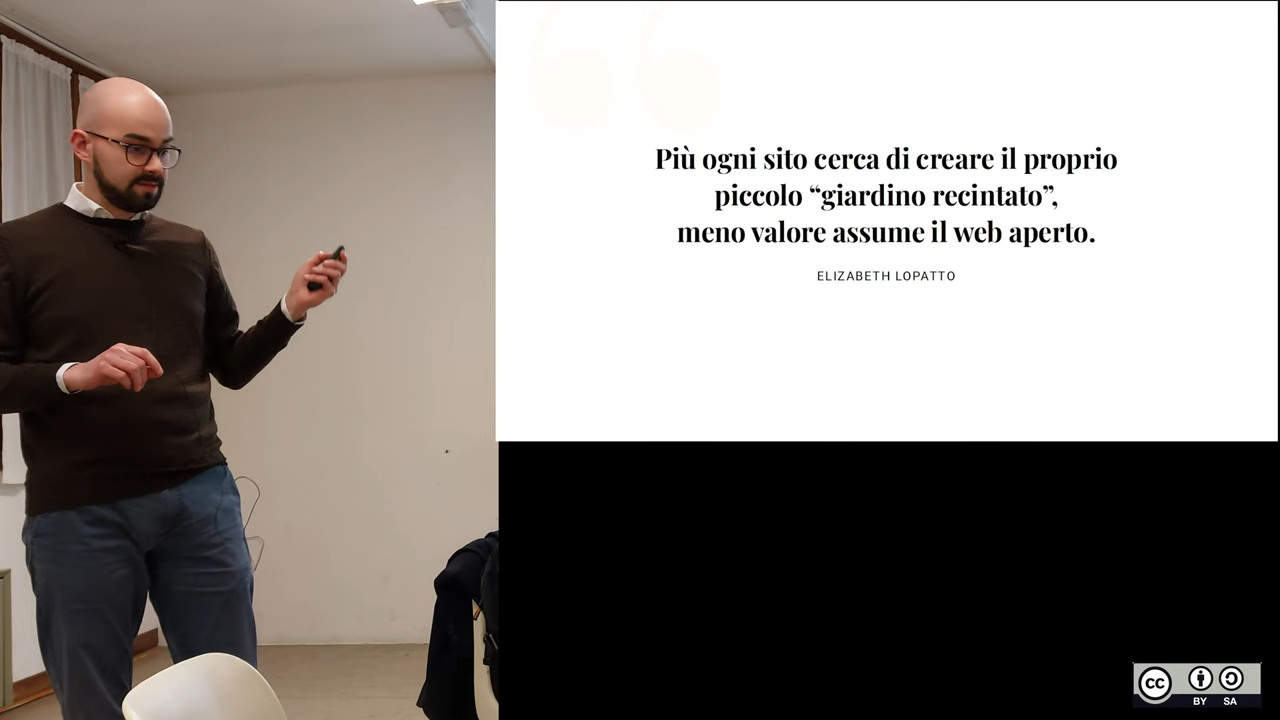 Più ogni sito cerca di creare il proprio
piccolo “giardino recintato”,
meno valore assume il web aperto.
ELIZABETH LOPATTO
cc
BY SA